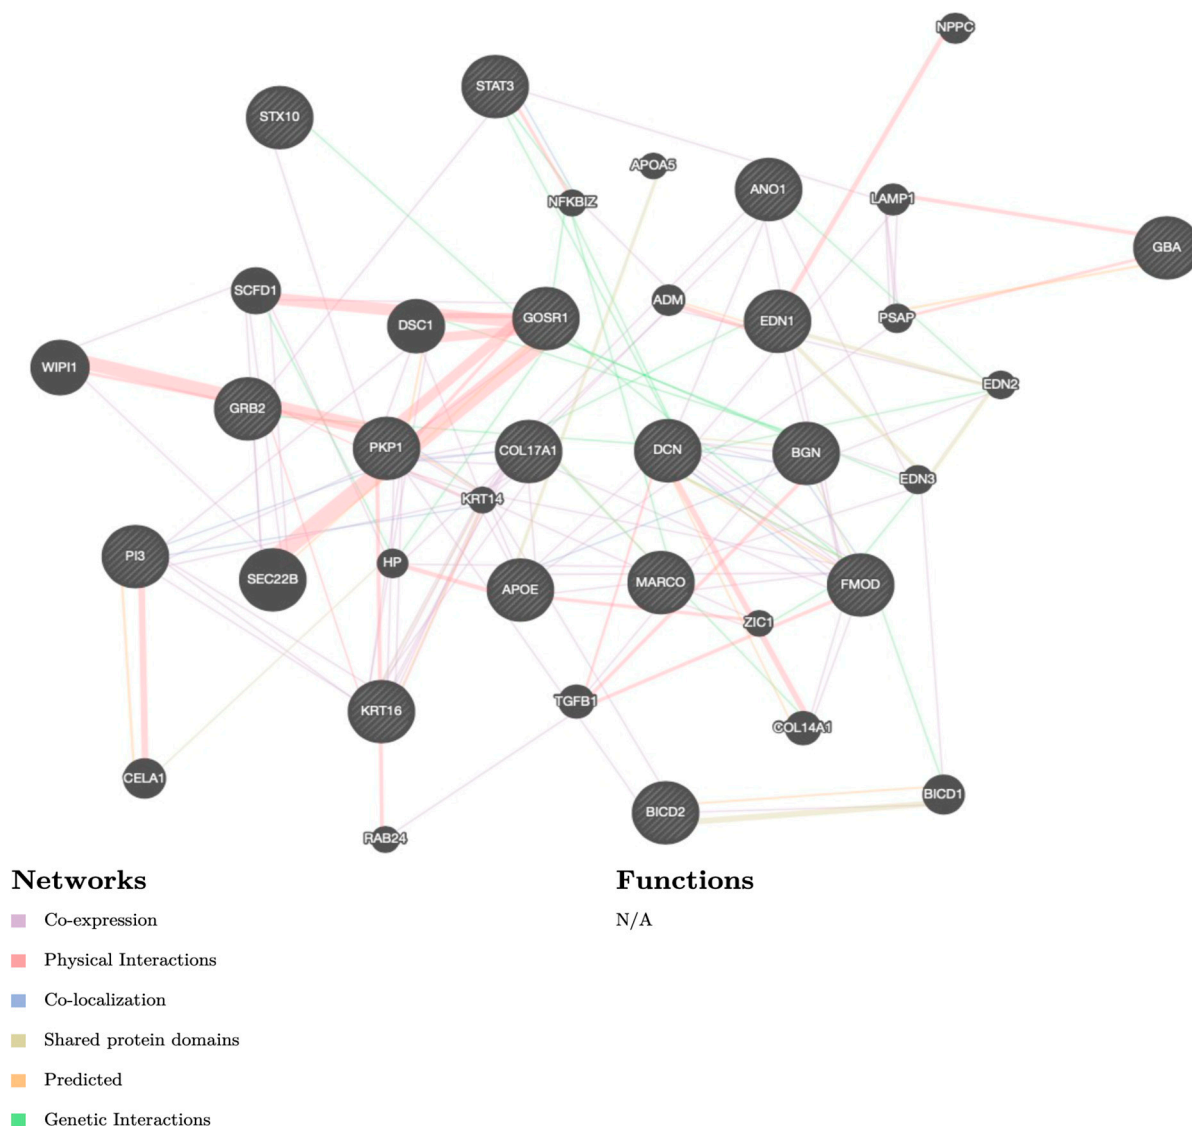 NPPC
STAT3
STX10
APOA5
ANO1
NFKBIZ
LAMP1
GBA
SCFD1
ADM
GOSR1
EDN1
PSAP
DSC1
WIPI1
EDN2
GRB2
PKP1
COL17A1
DCN
BGN
EDN3
KRT14
PI3
HP
SEC22B
APOE
MARCO
FMOD
ZIC1
TGFB1
KRT16
COL14A1
CELA1
BICD1
BICD2
RAB24
Networks
Functions
Co-expression
N/A
Physical Interactions
Co-localization
Shared protein domains
Predicted
Genetic Interactions